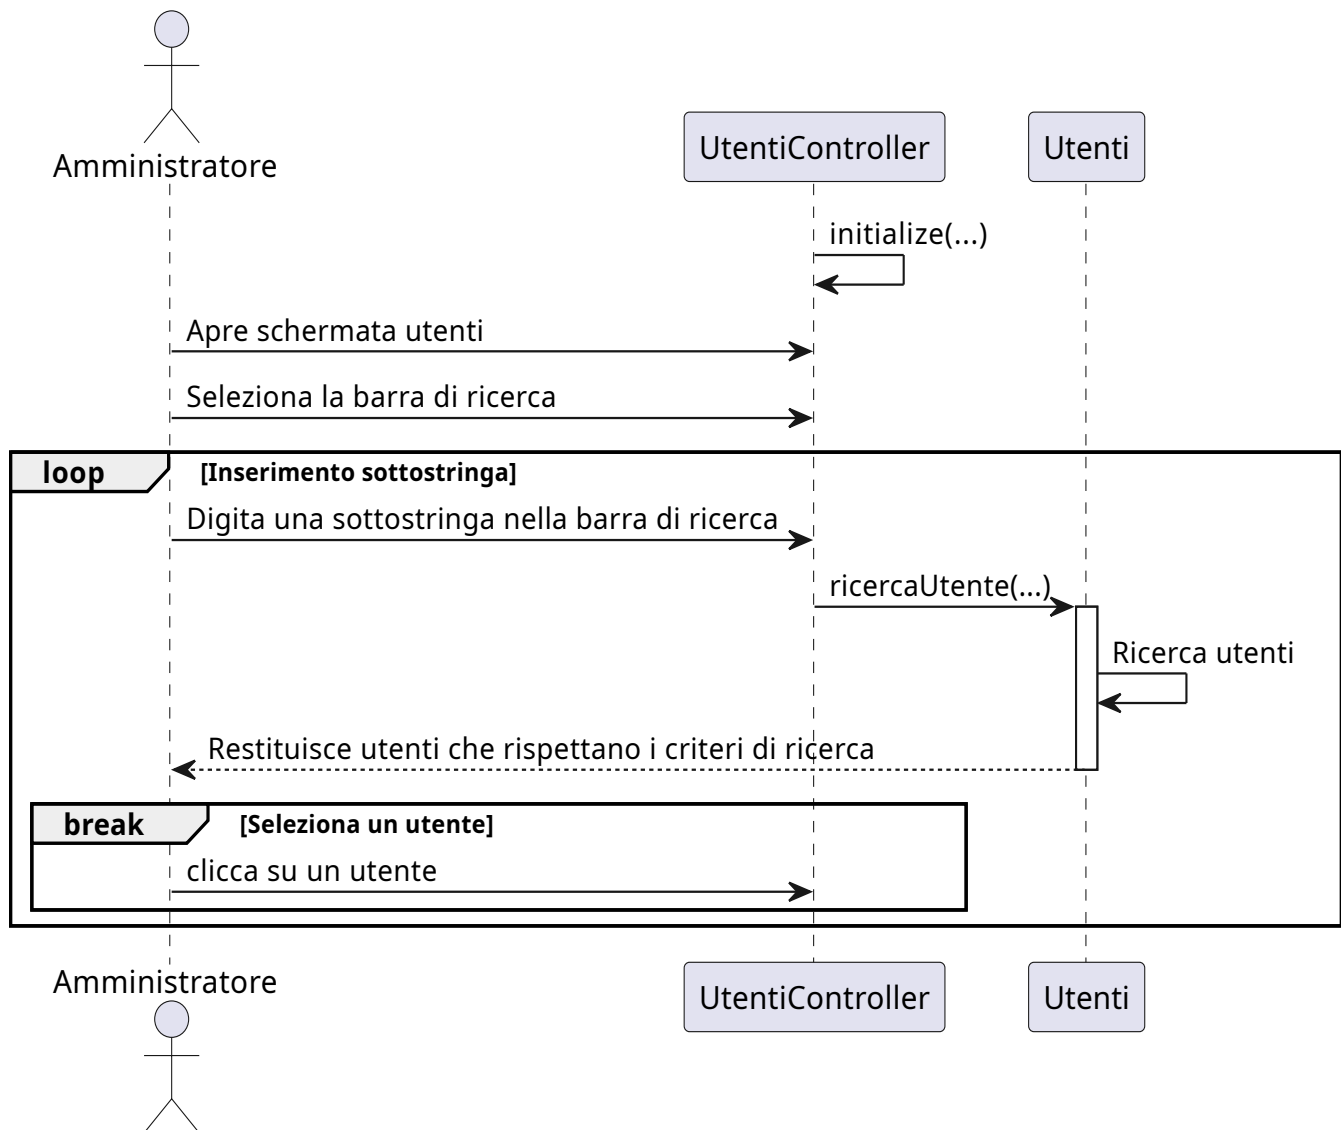 Amministratore
UtentiController
Utenti
initialize(...)
Apre schermata utenti
Seleziona la barra di ricerca
loop
[Inserimento sottostringa]
Digita una sottostringa nella barra di ricerca
ricercaUtente(...)
Ricerca utenti
Restituisce utenti che rispettano i criteri di ricerca
break
[Seleziona un utente]
clicca su un utente
Amministratore
UtentiController
Utenti